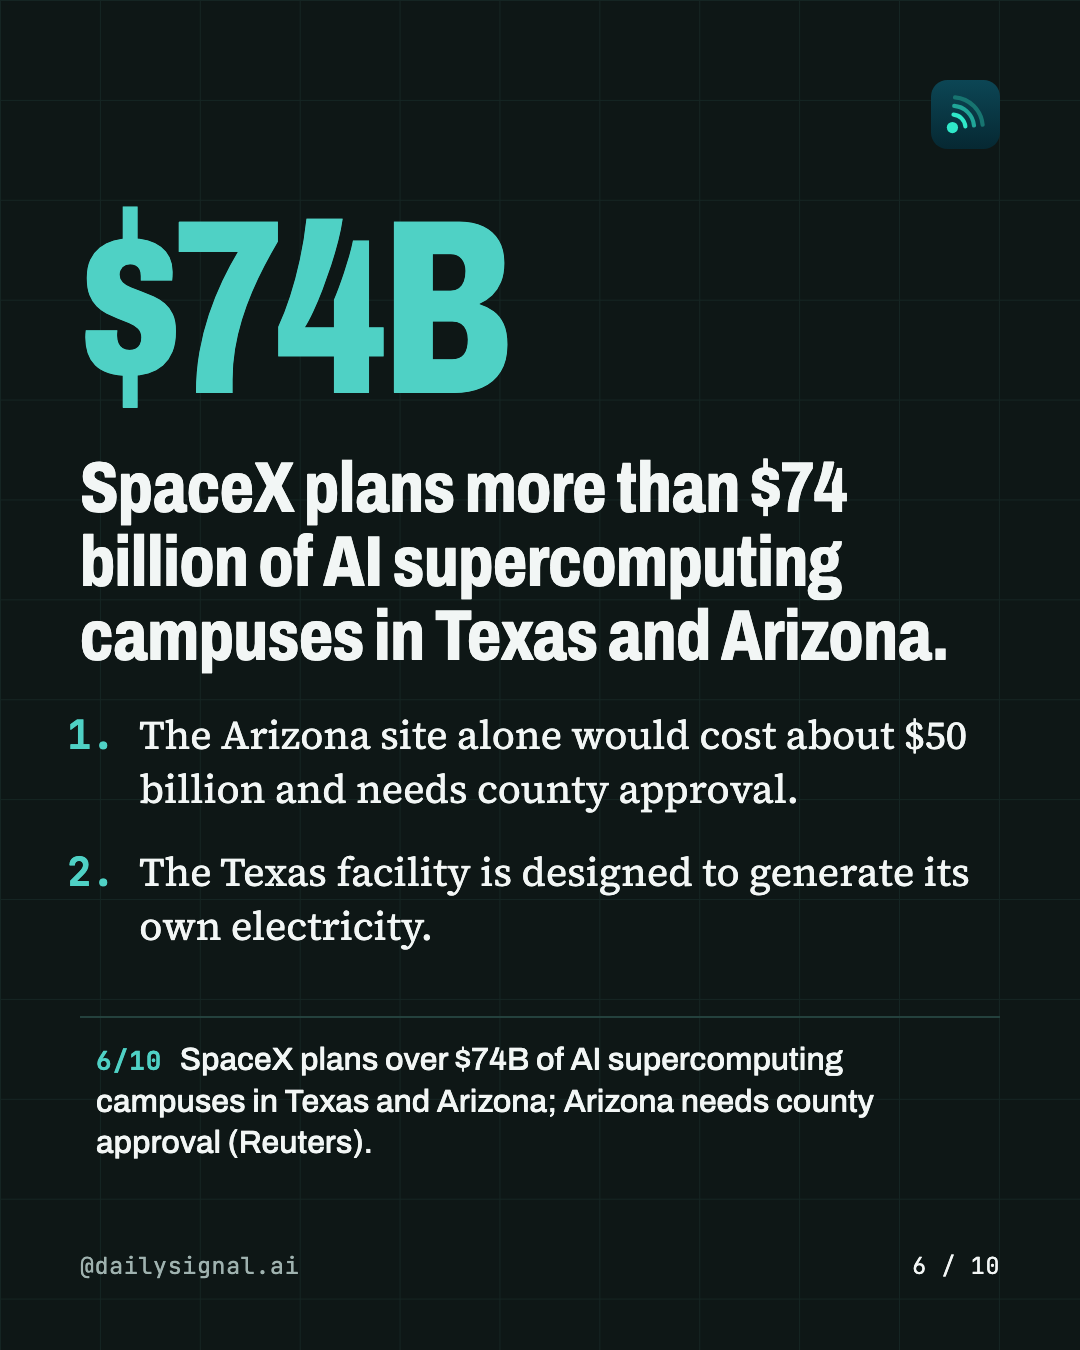 $74B
SpaceX plans more than $74
billion of AI supercomputing
campuses in Texas and Arizona.
1. The Arizona site alone would cost about $50
billion and needs county approval.
2. The Texas facility is designed to generate its
own electricity.
6/10 SpaceX plans over $74B of AI supercomputing
campuses in Texas and Arizona; Arizona needs county
approval (Reuters).
@dailysignal.ai
6 / 10